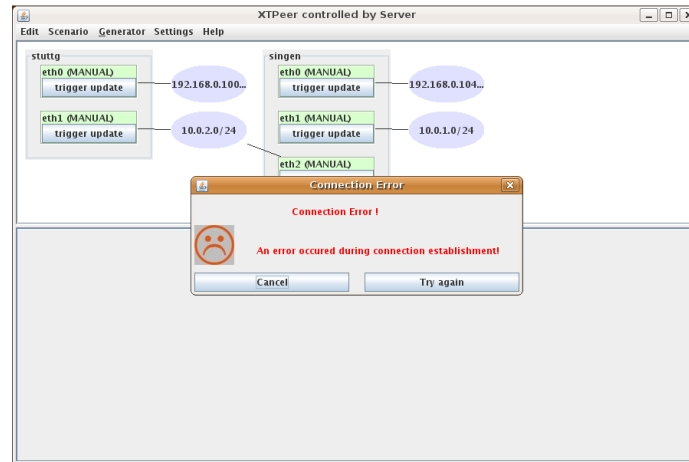 XTPeer controlled by Server
Edit Scenario Generator Settings Help
stuttg
eth0 (MANUAL)
trigger update
192.168.0.100...
eth1 (MANUAL)
trigger update
10.0.2.0/24
singen
eth0 (MANUAL)
trigger update
192.168.0.104...
eth1 (MANUAL)
trigger update
10.0.1.0/24
eth2 (MANUAL)
Connection Error
Connection Error !
An error occured during connection establishment!
Cancel
Try again